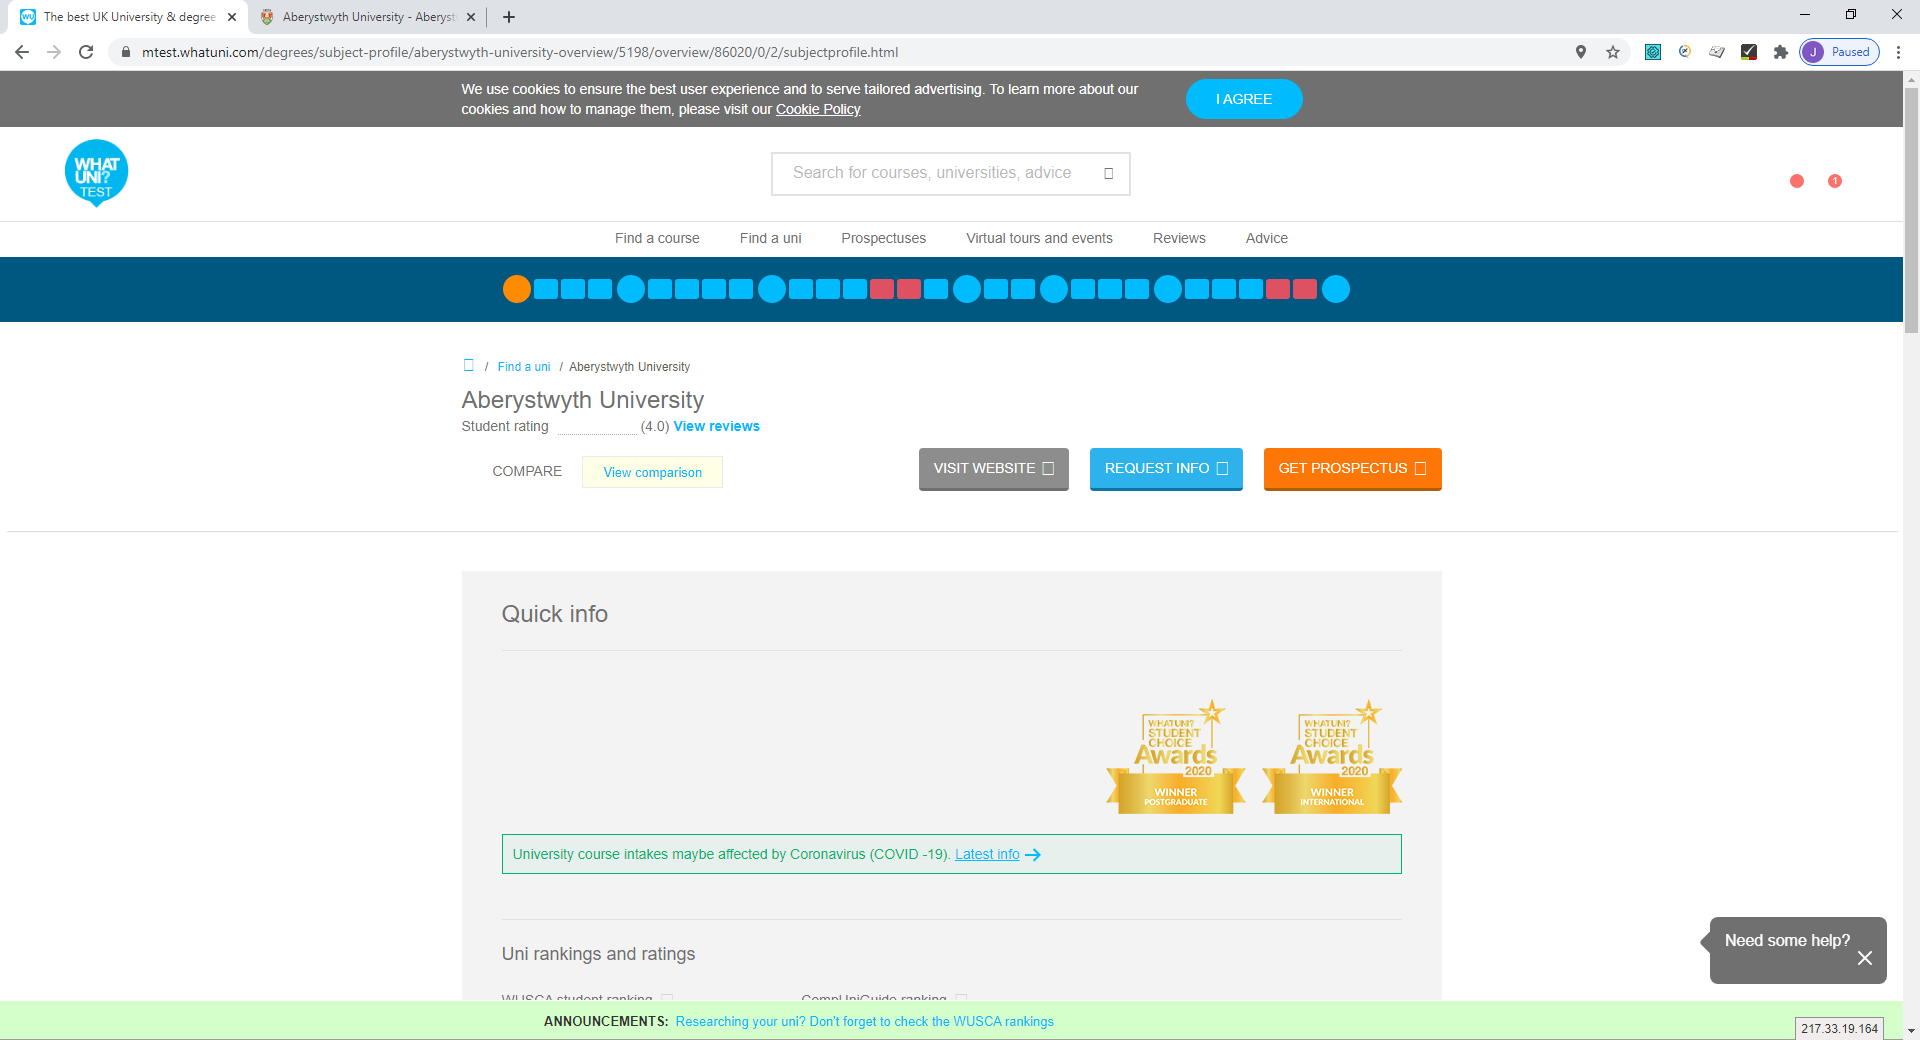 The best UK University & degree
Aberystwyth University - Aberyst
mtest.whatuni.com/degrees/subject-profile/aberystwyth-university-overview/5198/overview/86020/0/2/subjectprofile.html
J Paused
We use cookies to ensure the best user experience and to serve tailored advertising. To learn more about our
cookies and how to manage them, please visit our Cookie Policy
I AGREE
WHAT
UNI?
TEST
Search for courses, universities, advice
1
Find a course Find a uni Prospectuses Virtual tours and events Reviews Advice
/ Find a uni / Aberystwyth University
Aberystwyth University
Student rating (4.0) View reviews
COMPARE View comparison
VISIT WEBSITE REQUEST INFO GET PROSPECTUS
Quick info
WHATUNI?
STUDENT
CHOICE
Awards
2020
WINNER
POSTGRADUATE
WHATUNI?
STUDENT
CHOICE
Awards
2020
WINNER
INTERNATIONAL
University course intakes maybe affected by Coronavirus (COVID -19). Latest info
Uni rankings and ratings
Need some help?
WUSCA student ranking CompUniGuide ranking
ANNOUNCEMENTS: Researching your uni? Don't forget to check the WUSCA rankings
217.33.19.164